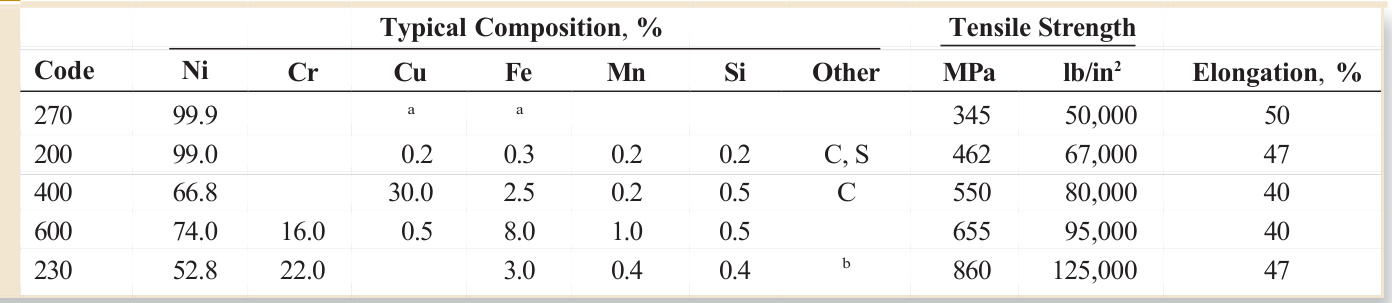 Typical Composition, % Tensile Strength
Code Ni Cr Cu Fe Mn Si Other MPa lb/in² Elongation, %
270 99.9 a a 345 50,000 50
200 99.0 0.2 0.3 0.2 0.2 C, S 462 67,000 47
400 66.8 30.0 2.5 0.2 0.5 C 550 80,000 40
600 74.0 16.0 0.5 8.0 1.0 0.5 655 95,000 40
230 52.8 22.0 3.0 0.4 0.4 b 860 125,000 47